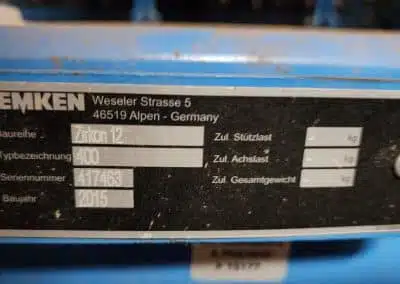 EMKEN Weseler Strasse 5
46519 Alpen - Germany
Baureihe Zirkon 12 Zul. Stützlast - kg
Typbezeichnung 400 Zul. Achslast - kg
Seriennummer 417463 Zul. Gesamtgewicht - kg
Baujahr 2015